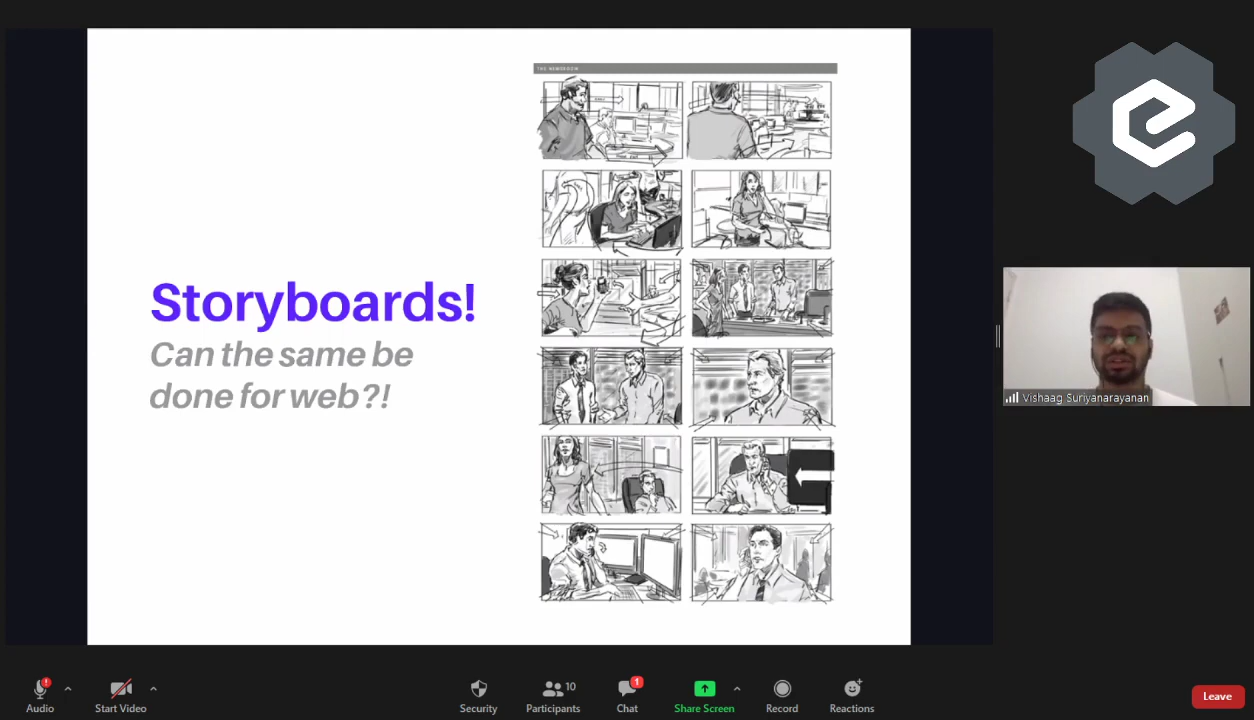 THE NEWSROOM
Storyboards!
Can the same be
done for web?!
Vishaag Suriyanarayanan
Audio
Start Video
Security
10
Participants
1
Chat
Share Screen
Record
Reactions
Leave